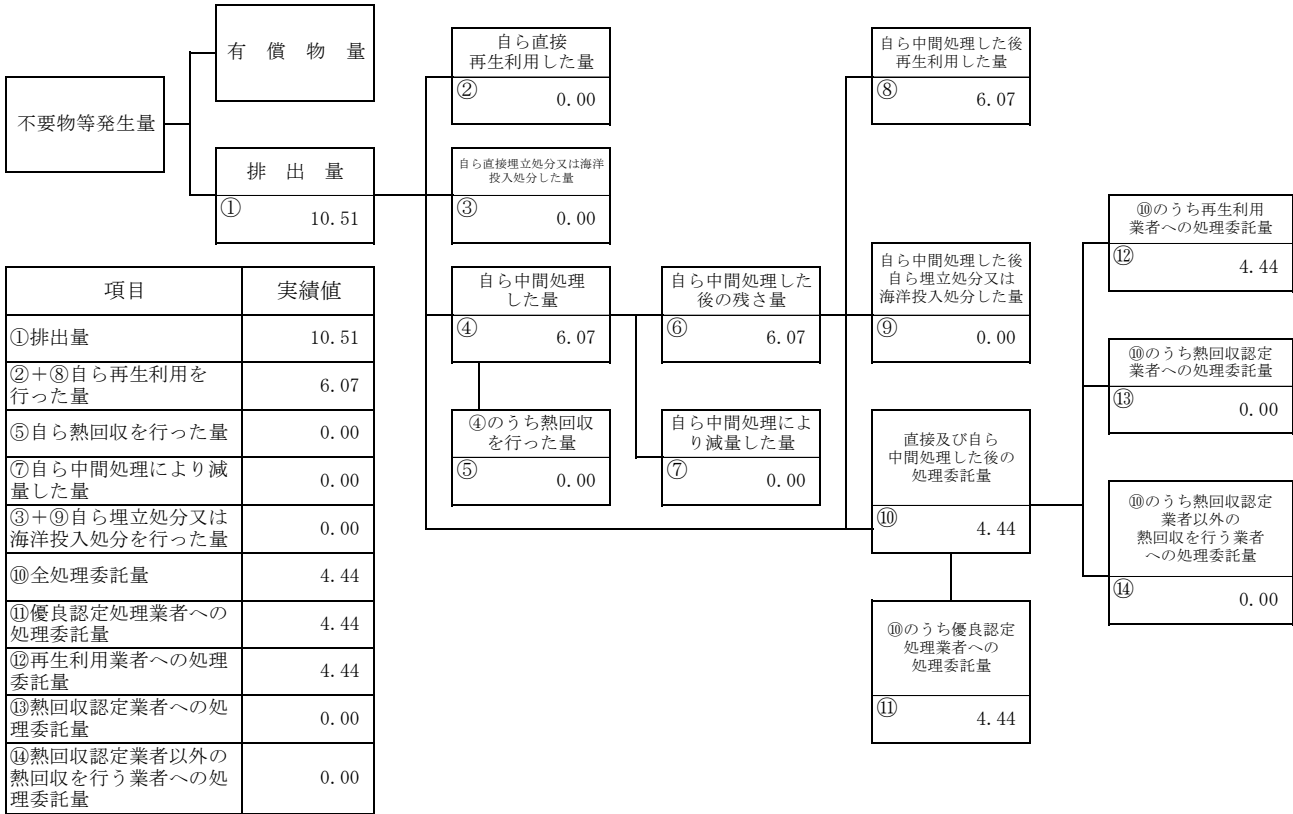 不要物等発生量
有 償 物 量
排 出 量
① 10.51
自ら直接
再生利用した量
② 0.00
自ら直接埋立処分又は海洋
投入処分した量
③ 0.00
自ら中間処理
した量
④ 6.07
④のうち熱回収
を行った量
⑤ 0.00
自ら中間処理した
後の残さ量
⑥ 6.07
自ら中間処理によ
り減量した量
⑦ 0.00
自ら中間処理した後
再生利用した量
⑧ 6.07
自ら中間処理した後
自ら埋立処分又は
海洋投入処分した量
⑨ 0.00
直接及び自ら
中間処理した後の
処理委託量
⑩ 4.44
⑩のうち優良認定
処理業者への
処理委託量
⑪ 4.44
⑩のうち再生利用
業者への処理委託量
⑫ 4.44
⑩のうち熱回収認定
業者への処理委託量
⑬ 0.00
⑩のうち熱回収認定
業者以外の
熱回収を行う業者
への処理委託量
⑭ 0.00
項目 実績値
①排出量 10.51
②＋⑧自ら再生利用を
行った量 6.07
⑤自ら熱回収を行った量 0.00
⑦自ら中間処理により減
量した量 0.00
③＋⑨自ら埋立処分又は
海洋投入処分を行った量 0.00
⑩全処理委託量 4.44
⑪優良認定処理業者への
処理委託量 4.44
⑫再生利用業者への処理
委託量 4.44
⑬熱回収認定業者への処
理委託量 0.00
⑭熱回収認定業者以外の
熱回収を行う業者への処
理委託量 0.00